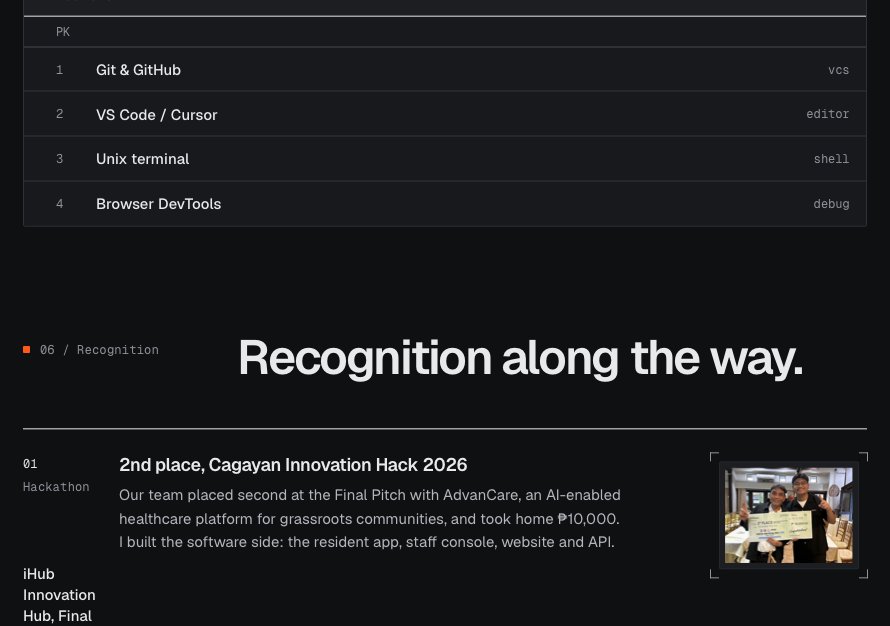 PK
1 Git & GitHub vcs
2 VS Code / Cursor editor
3 Unix terminal shell
4 Browser DevTools debug
06 / Recognition
Recognition along the way.
01
Hackathon
2nd place, Cagayan Innovation Hack 2026
Our team placed second at the Final Pitch with AdvanCare, an AI-enabled
healthcare platform for grassroots communities, and took home ₱10,000.
I built the software side: the resident app, staff console, website and API.
iHub
Innovation
Hub, Final